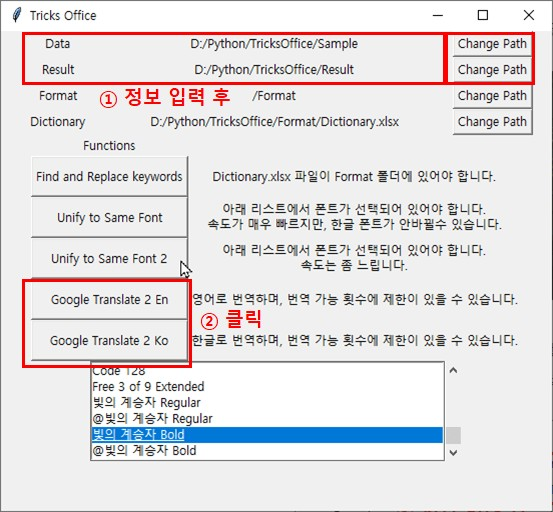 Tricks Office
Data D:/Python/TricksOffice/Sample Change Path
Result D:/Python/TricksOffice/Result Change Path
Format ① 정보 입력 후 /Format Change Path
Dictionary D:/Python/TricksOffice/Format/Dictionary.xlsx Change Path
Functions
Find and Replace keywords Dictionary.xlsx 파일이 Format 폴더에 있어야 합니다.
Unify to Same Font 아래 리스트에서 폰트가 선택되어 있어야 합니다.
속도가 매우 빠르지만, 한글 폰트가 안바뀔수 있습니다.
Unify to Same Font 2 아래 리스트에서 폰트가 선택되어 있어야 합니다.
속도는 좀 느립니다.
Google Translate 2 En 영어로 번역하며, 번역 가능 횟수에 제한이 있을 수 있습니다.
② 클릭
Google Translate 2 Ko 한글로 번역하며, 번역 가능 횟수에 제한이 있을 수 있습니다.
Code 128
Free 3 of 9 Extended
빛의 계승자 Regular
@빛의 계승자 Regular
빛의 계승자 Bold
@빛의 계승자 Bold